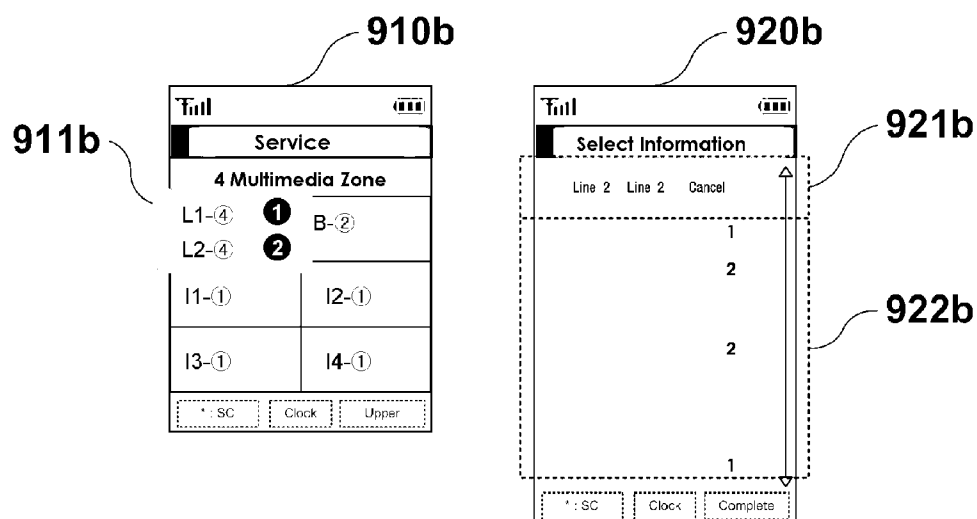 910b
920b
911b
921b
922b
Service
4 Multimedia Zone
L1-④ ❶
L2-④ ❷
B-②
I1-①
I2-①
I3-①
I4-①
* : SC
Clock
Upper
Select Information
Line 2 Line 2 Cancel
1
2
2
1
* : SC
Clock
Complete